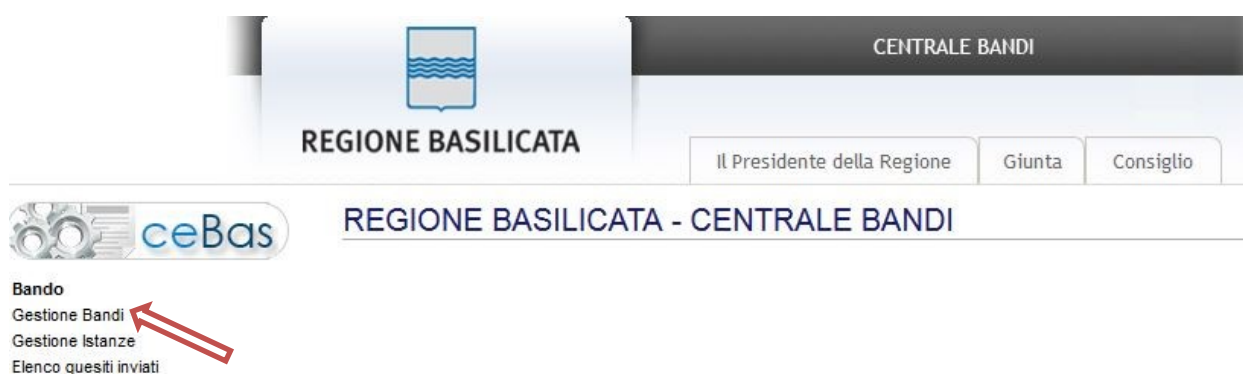 CENTRALE BANDI
REGIONE BASILICATA
Il Presidente della Regione
Giunta
Consiglio
ceBas
REGIONE BASILICATA - CENTRALE BANDI
Bando
Gestione Bandi
Gestione Istanze
Elenco quesiti inviati